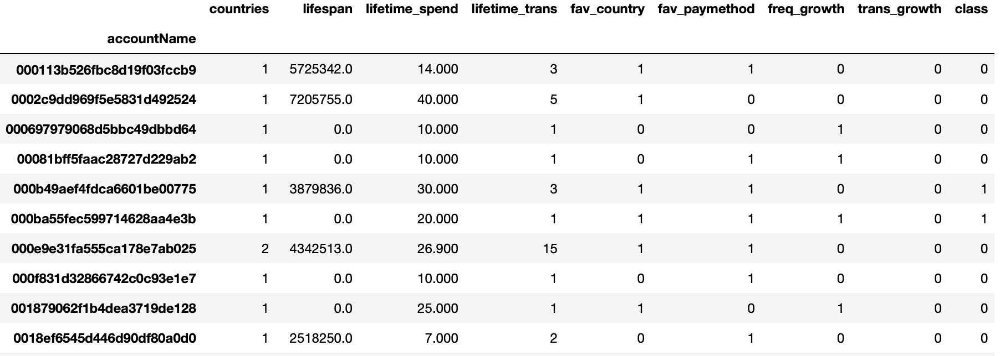 countries lifespan lifetime_spend lifetime_trans fav_country fav_paymethod freq_growth trans_growth class
accountName
000113b526fbc8d19f03fccb9 1 5725342.0 14.000 3 1 1 0 0 0
0002c9dd969f5e5831d492524 1 7205755.0 40.000 5 1 0 0 0 0
000697979068d5bbc49dbbd64 1 0.0 10.000 1 0 0 1 0 0
00081bff5faac28727d229ab2 1 0.0 10.000 1 0 1 1 0 0
000b49aef4fdca6601be00775 1 3879836.0 30.000 3 1 1 0 0 1
000ba55fec599714628aa4e3b 1 0.0 20.000 1 1 1 1 0 1
000e9e31fa555ca178e7ab025 2 4342513.0 26.900 15 1 1 0 0 0
000f831d32866742c0c93e1e7 1 0.0 10.000 1 0 1 0 0 0
001879062f1b4dea3719de128 1 0.0 25.000 1 1 0 1 0 0
0018ef6545d446d90df80a0d0 1 2518250.0 7.000 2 0 1 0 0 0